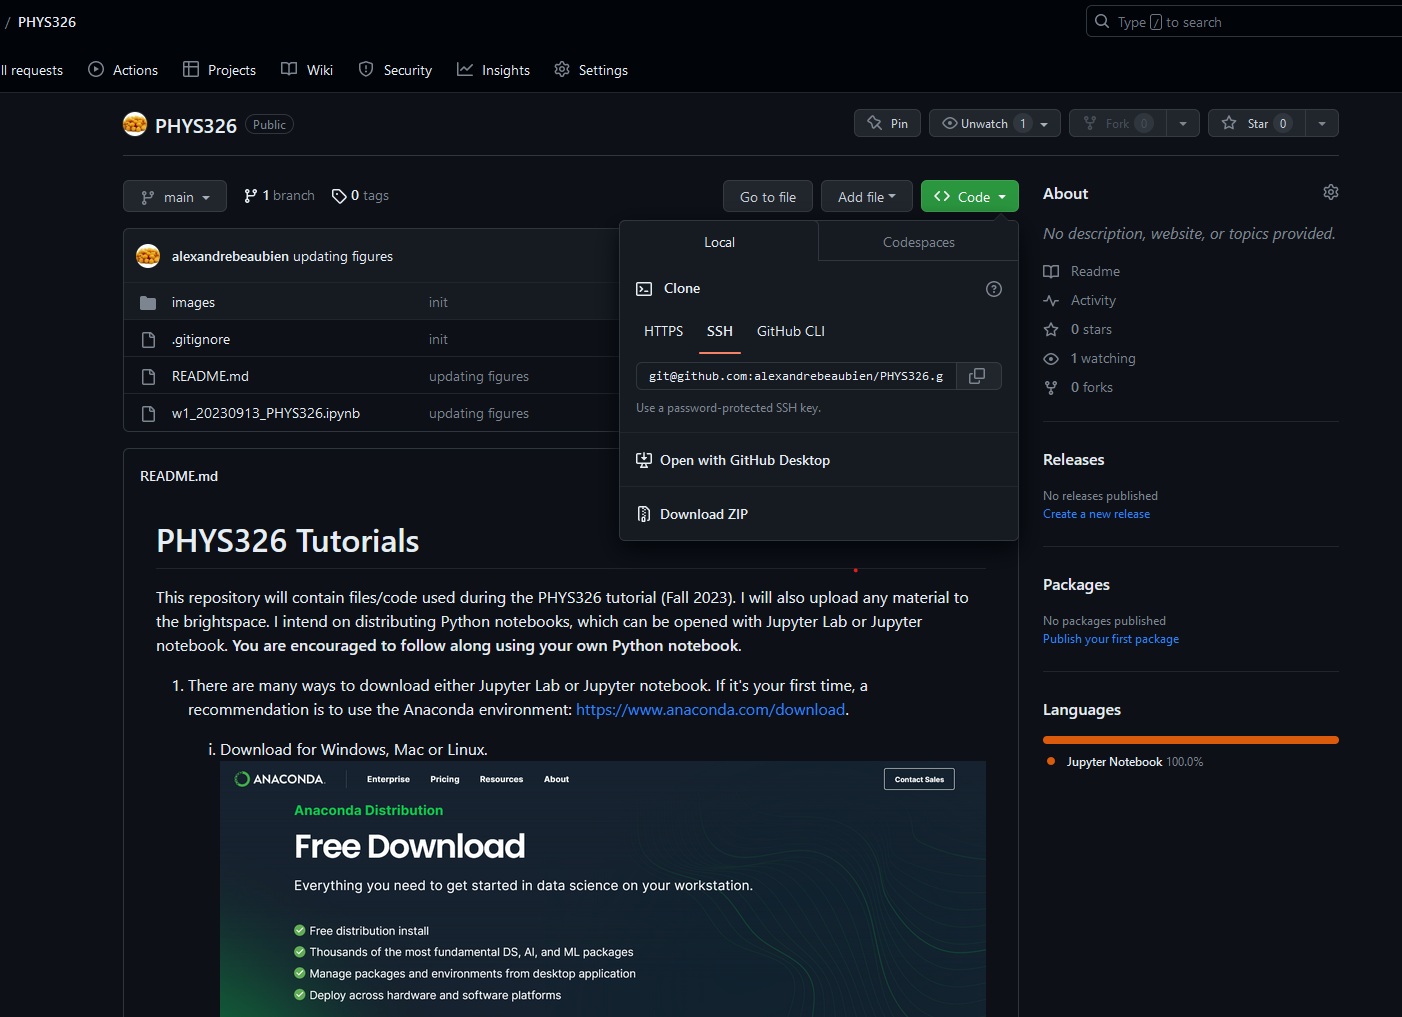 / PHYS326
Type / to search
ll requests Actions Projects Wiki Security Insights Settings
PHYS326 Public
Pin Unwatch 1 Fork 0 Star 0
main 1 branch 0 tags
Go to file Add file Code
alexandrebeaubien updating figures
images init
.gitignore init
README.md updating figures
w1_20230913_PHYS326.ipynb updating figures
Local Codespaces
Clone
HTTPS SSH GitHub CLI
git@github.com:alexandrebeaubien/PHYS326.g
Use a password-protected SSH key.
Open with GitHub Desktop
Download ZIP
About
No description, website, or topics provided.
Readme
Activity
0 stars
1 watching
0 forks
Releases
No releases published
Create a new release
Packages
No packages published
Publish your first package
Languages
Jupyter Notebook 100.0%
README.md
PHYS326 Tutorials
This repository will contain files/code used during the PHYS326 tutorial (Fall 2023). I will also upload any material to
the brightspace. I intend on distributing Python notebooks, which can be opened with Jupyter Lab or Jupyter
notebook. You are encouraged to follow along using your own Python notebook.
1. There are many ways to download either Jupyter Lab or Jupyter notebook. If it's your first time, a
recommendation is to use the Anaconda environment: https://www.anaconda.com/download.
i. Download for Windows, Mac or Linux.
ANACONDA. Enterprise Pricing Resources About Contact Sales
Anaconda Distribution
Free Download
Everything you need to get started in data science on your workstation.
Free distribution install
Thousands of the most fundamental DS, AI, and ML packages
Manage packages and environments from desktop application
Deploy across hardware and software platforms